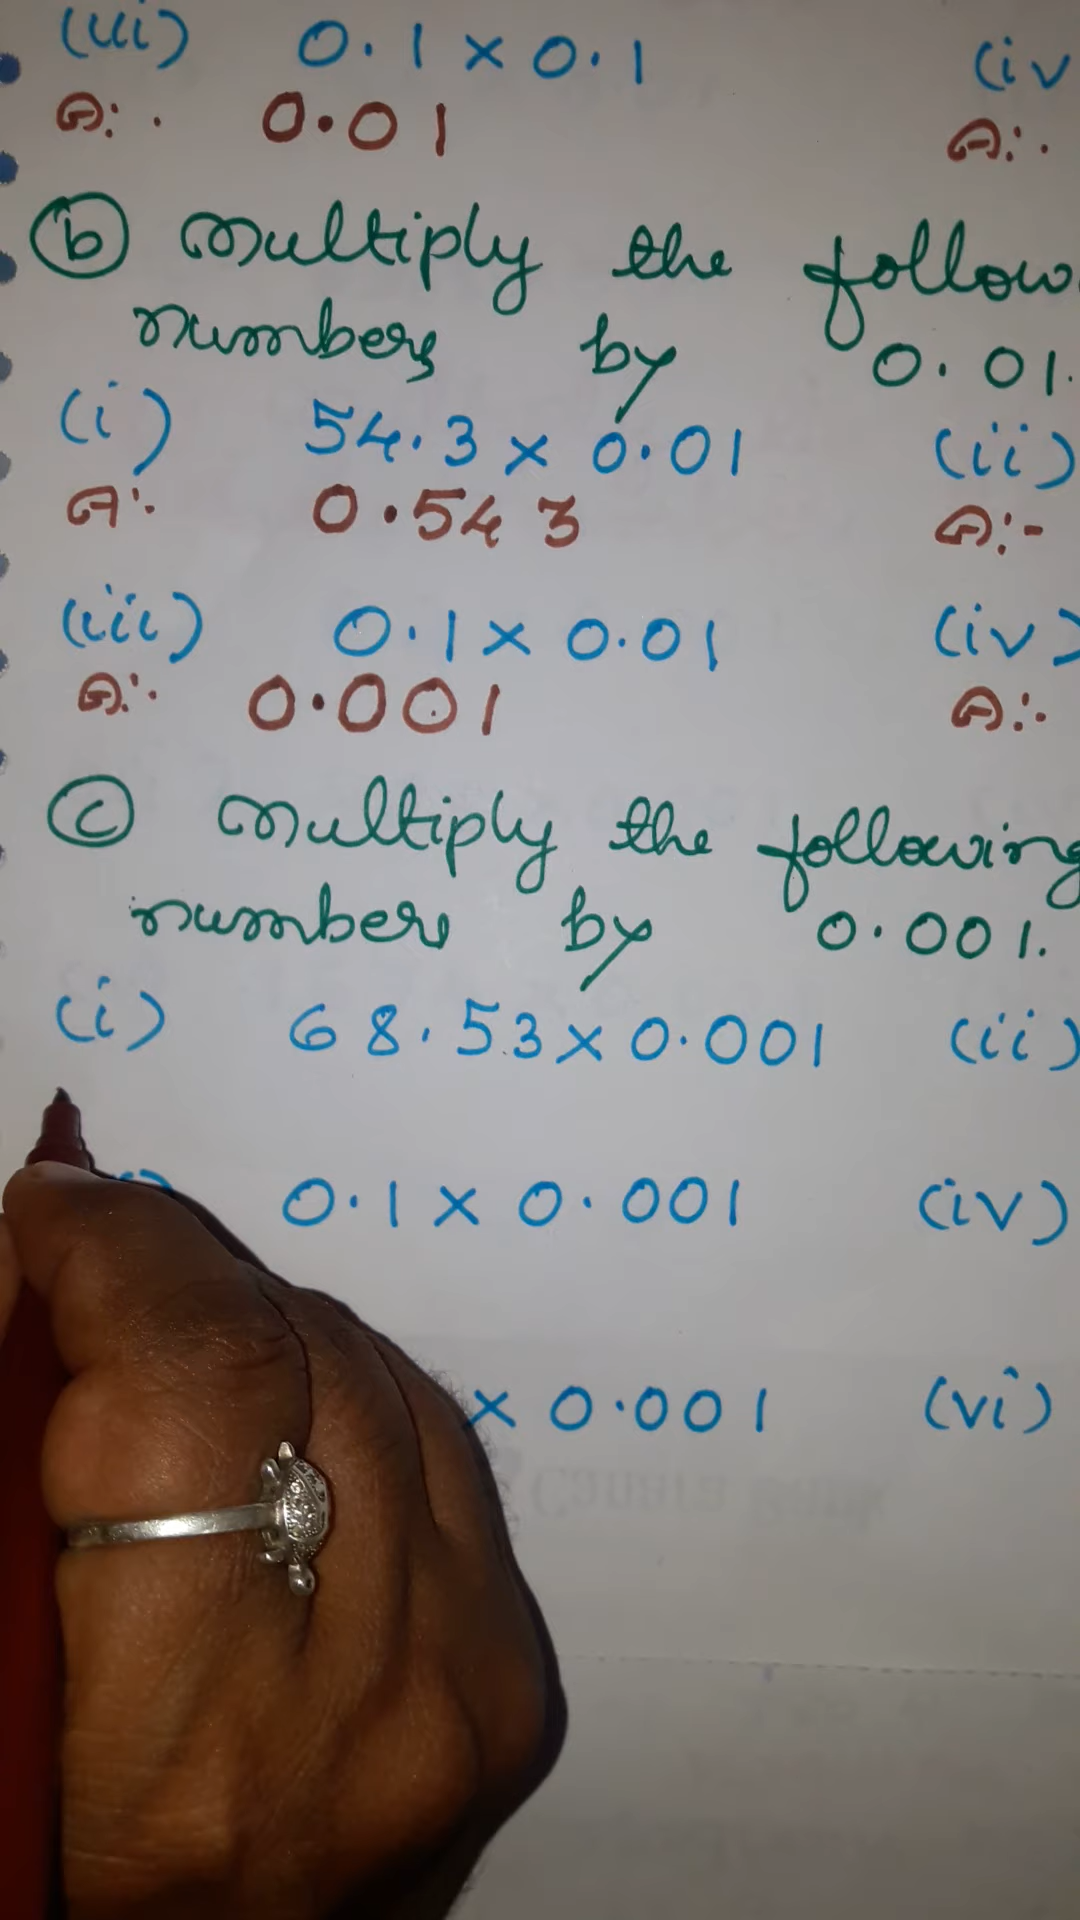 (iii) 0.1 × 0.1 (iv
A:. 0.01 A:.
(b) Multiply the follow
numbers by 0.01.
(i) 54.3 × 0.01 (ii)
A:. 0.543 A:-
(iii) 0.1 × 0.01 (iv)
A:. 0.001 A:.
(c) Multiply the following
numbers by 0.001.
(i) 68.53 × 0.001 (ii)
0.1 × 0.001 (iv)
× 0.001 (vi)